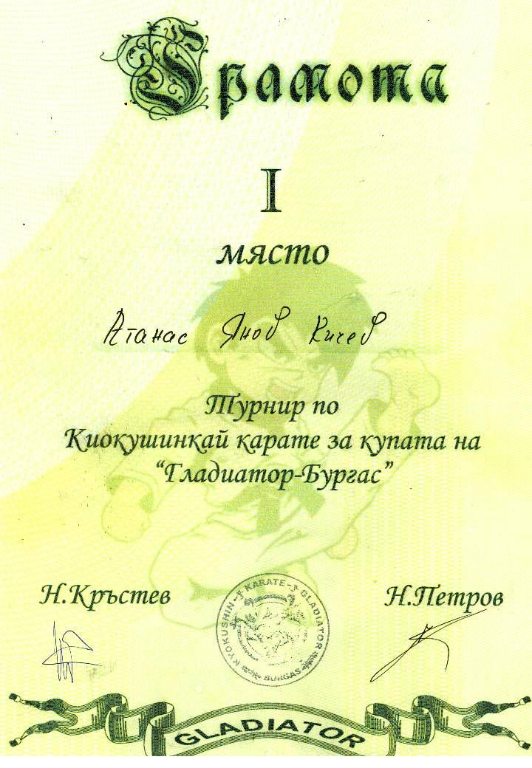 Грамота
I
място
Атанас Янов Кичев
Турнир по
Киокушинкай карате за купата на
“Гладиатор-Бургас”
Н.Кръстев
Н.Петров
KYOKUSHIN - KARATE - GLADIATOR
BURGAS
GLADIATOR